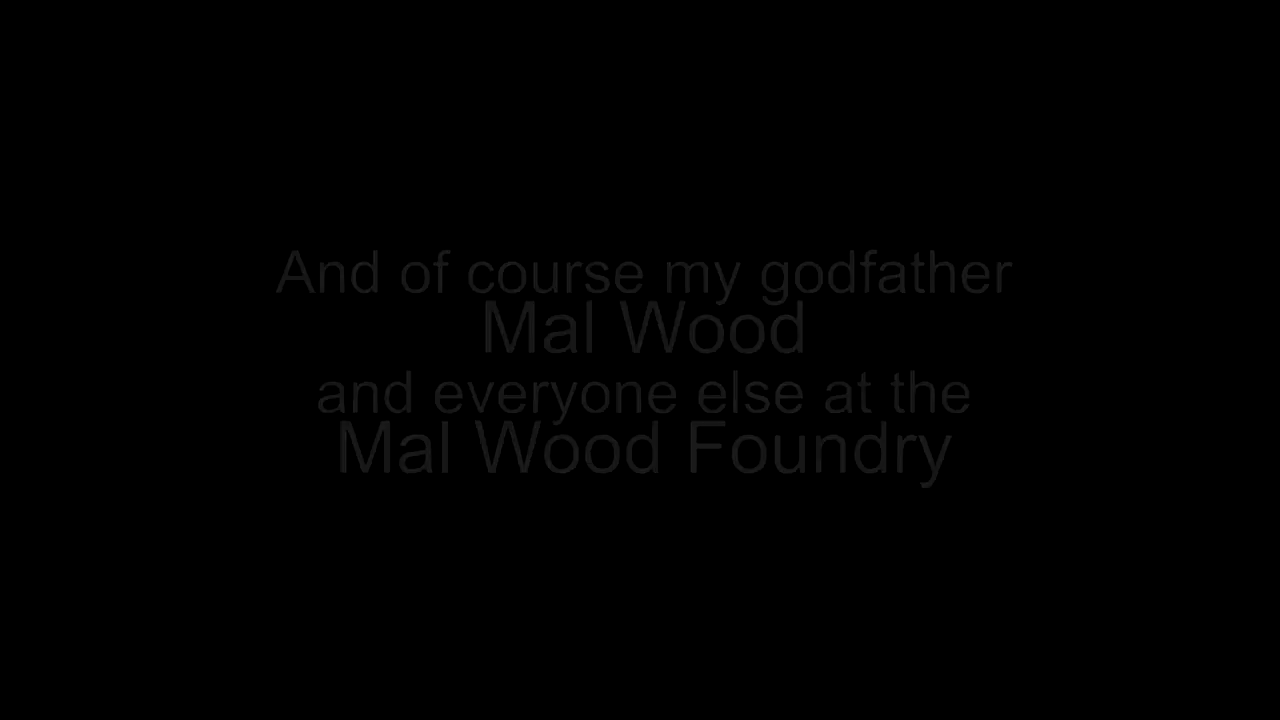 And of course my godfather
Mal Wood
and everyone else at the
Mal Wood Foundry